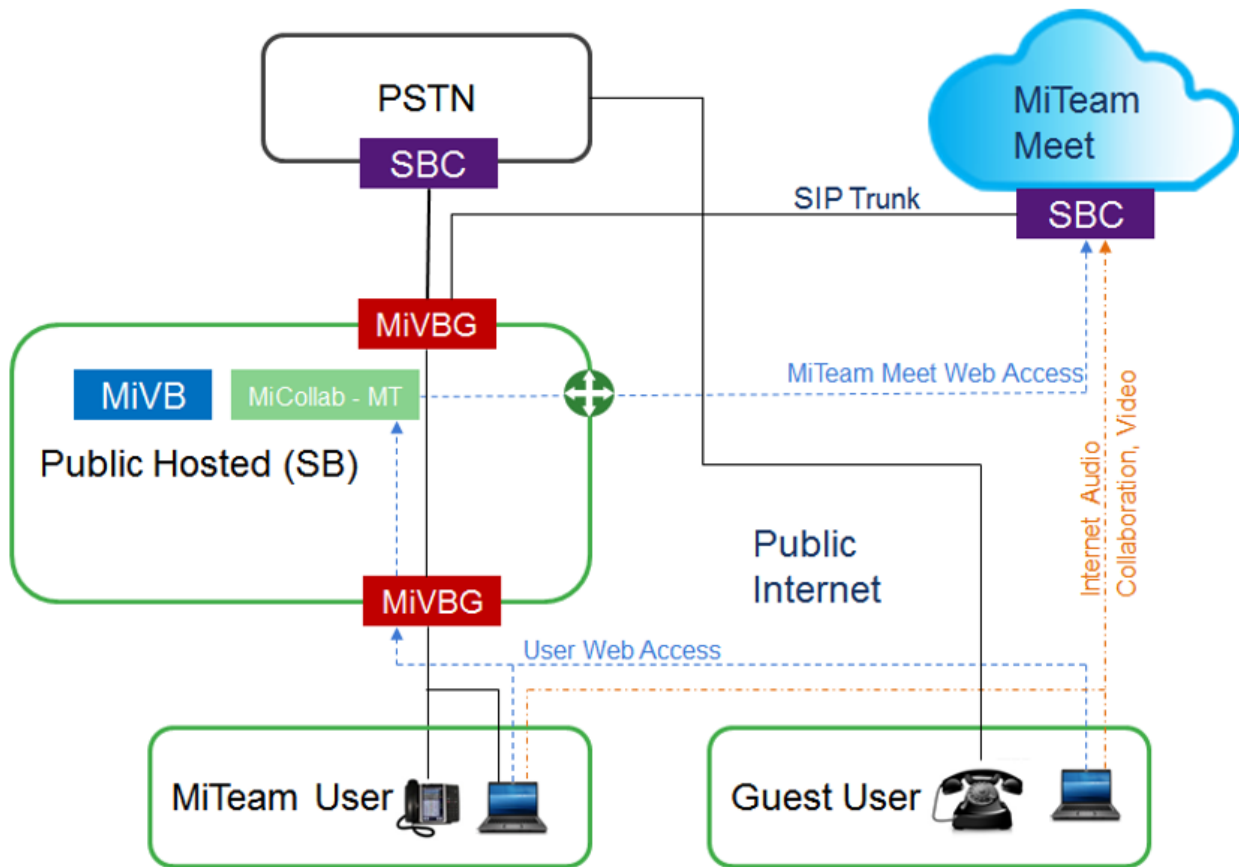 PSTN
SBC
MiTeam
Meet
SBC
SIP Trunk
MiVBG
MiVB
MiCollab - MT
MiTeam Meet Web Access
Public Hosted (SB)
Internet Audio
Collaboration, Video
Public
Internet
MiVBG
User Web Access
MiTeam User
Guest User